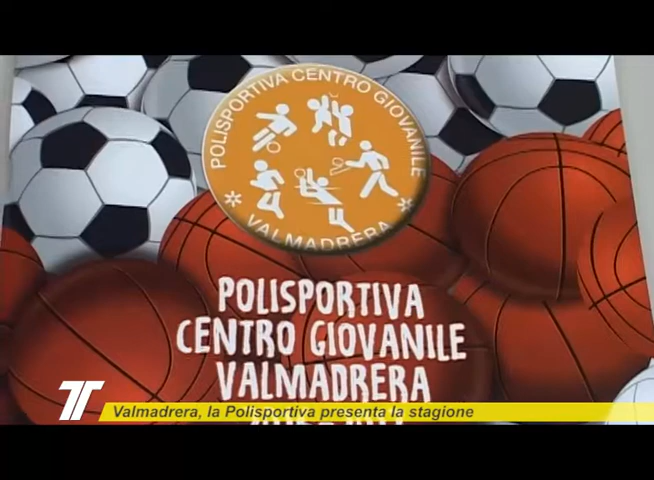 POLISPORTIVA CENTRO GIOVANILE
VALMADRERA
POLISPORTIVA
CENTRO GIOVANILE
VALMADRERA
Valmadrera, la Polisportiva presenta la stagione